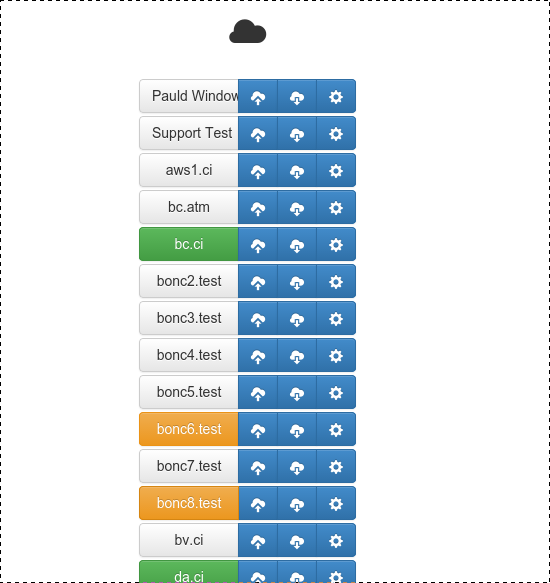 Pauld Window
Support Test
aws1.ci
bc.atm
bc.ci
bonc2.test
bonc3.test
bonc4.test
bonc5.test
bonc6.test
bonc7.test
bonc8.test
bv.ci
da.ci